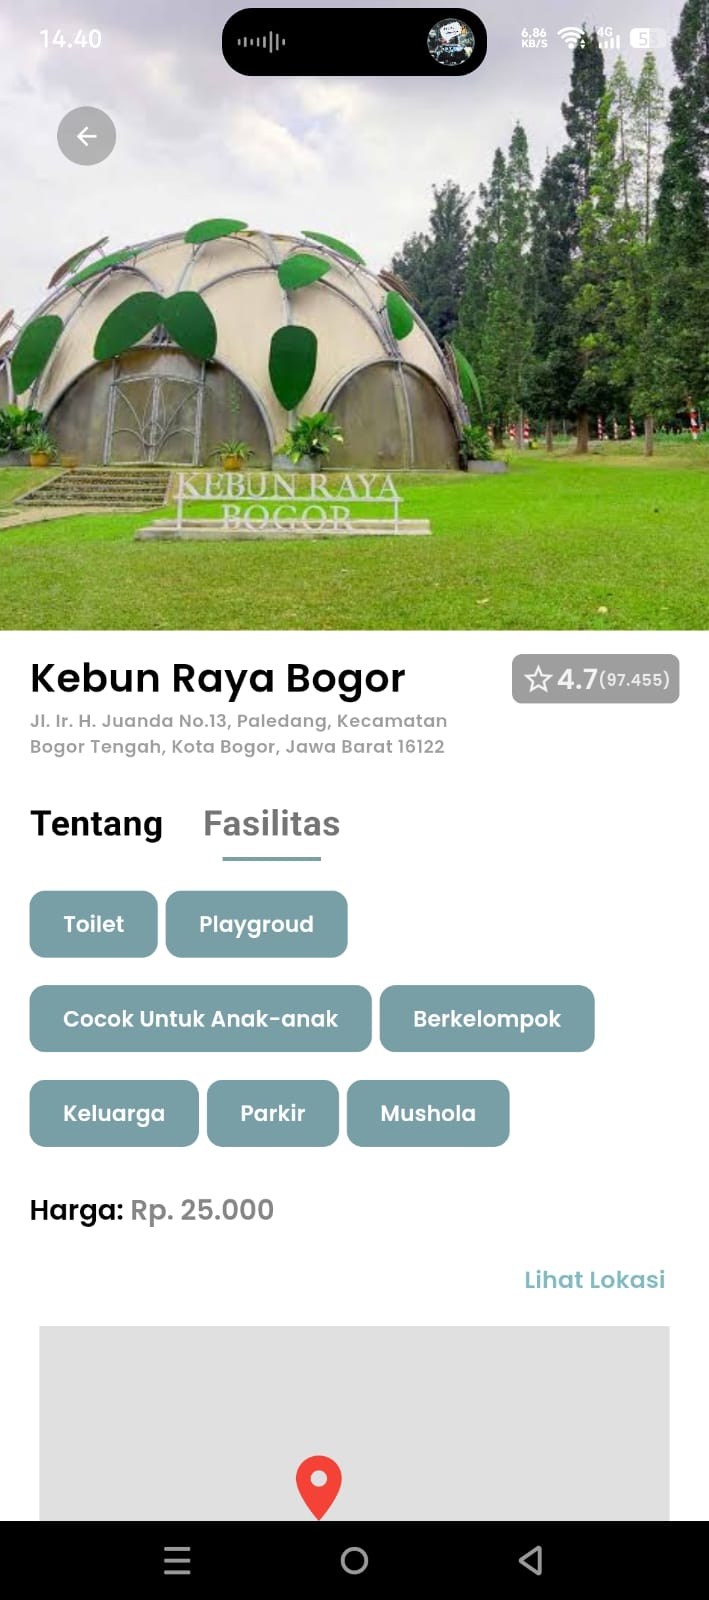 14.40
6,86 KB/S 4G 5
KEBUN RAYA
BOGOR
Kebun Raya Bogor
4.7(97.455)
Jl. Ir. H. Juanda No.13, Paledang, Kecamatan
Bogor Tengah, Kota Bogor, Jawa Barat 16122
Tentang Fasilitas
Toilet Playgroud
Cocok Untuk Anak-anak Berkelompok
Keluarga Parkir Mushola
Harga: Rp. 25.000
Lihat Lokasi